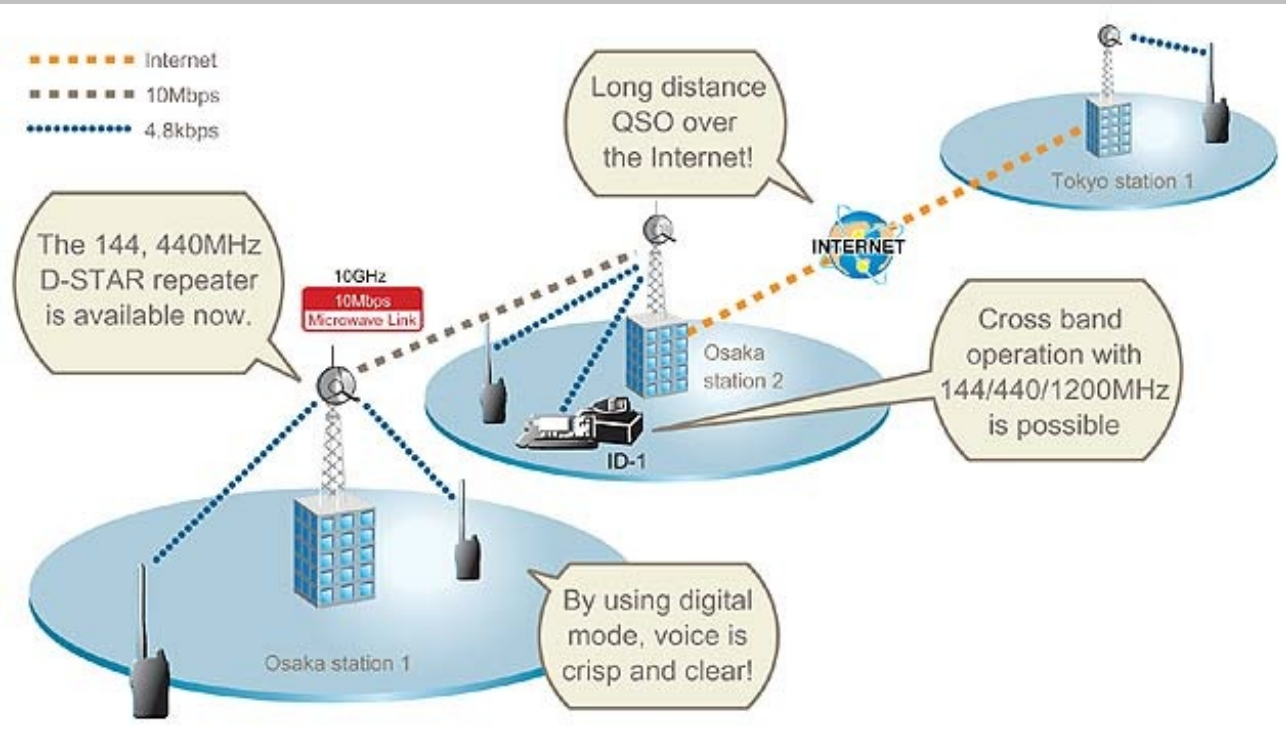 Internet
10Mbps
4.8kbps
Long distance
QSO over
the Internet!
Tokyo station 1
The 144, 440MHz
D-STAR repeater
is available now.
10GHz
10Mbps
Microwave Link
INTERNET
Osaka
station 2
Cross band
operation with
144/440/1200MHz
is possible
ID-1
By using digital
mode, voice is
crisp and clear!
Osaka station 1